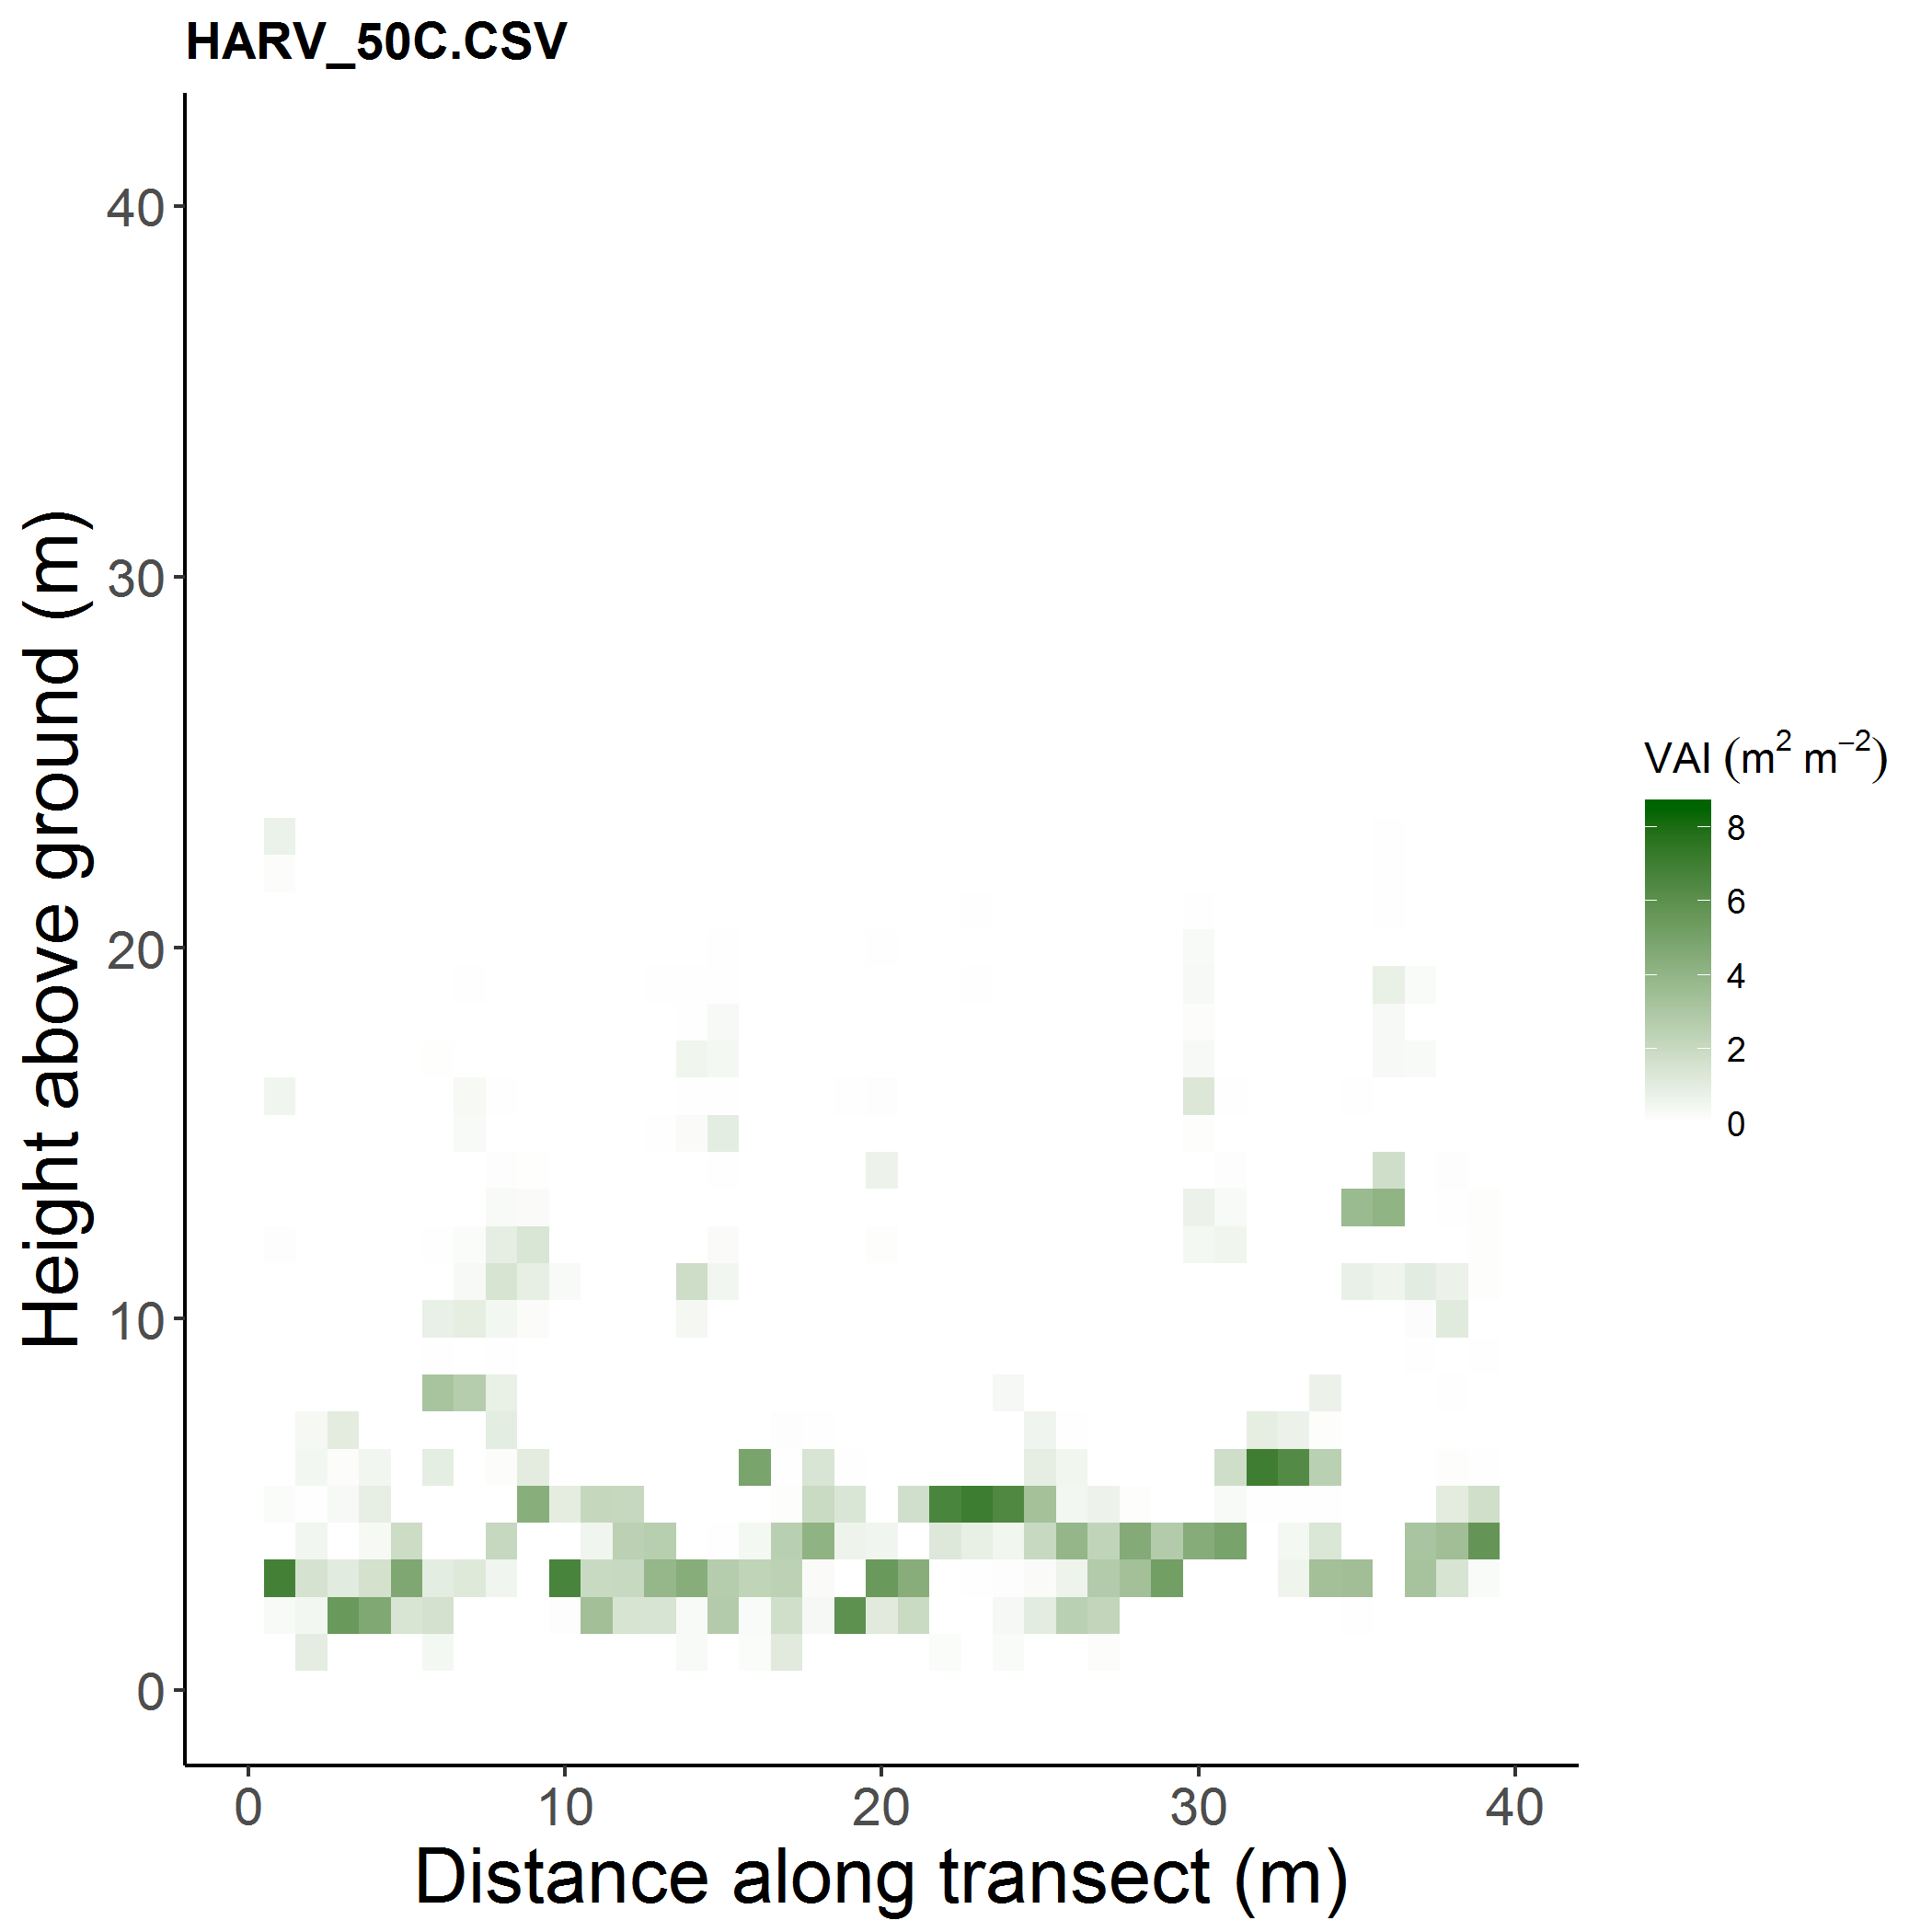 HARV_50C.CSV
40
30
20
10
0
Height above ground (m)
0 10 20 30 40
Distance along transect (m)
VAI (m² m⁻²)
8
6
4
2
0